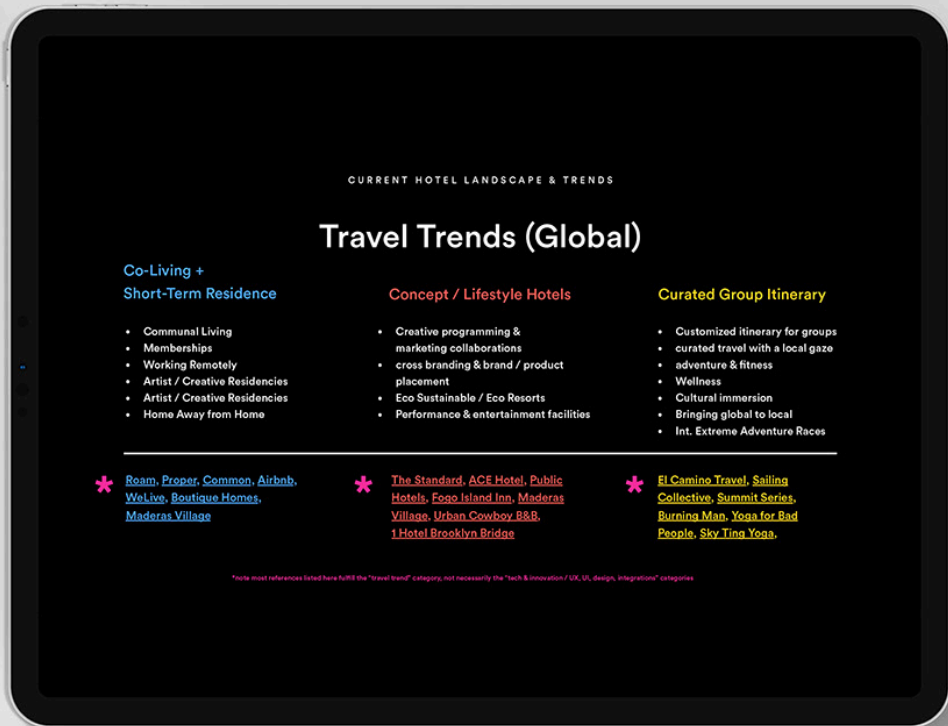 CURRENT HOTEL LANDSCAPE & TRENDS
Travel Trends (Global)
Co-Living +
Short-Term Residence
• Communal Living
• Memberships
• Working Remotely
• Artist / Creative Residencies
• Artist / Creative Residencies
• Home Away from Home
* Roam, Proper, Common, Airbnb,
WeLive, Boutique Homes,
Maderas Village
Concept / Lifestyle Hotels
• Creative programming &
marketing collaborations
• cross branding & brand / product
placement
• Eco Sustainable / Eco Resorts
• Performance & entertainment facilities
* The Standard, ACE Hotel, Public
Hotels, Fogo Island Inn, Maderas
Village, Urban Cowboy B&B,
1 Hotel Brooklyn Bridge
Curated Group Itinerary
• Customized itinerary for groups
• curated travel with a local gaze
• adventure & fitness
• Wellness
• Cultural immersion
• Bringing global to local
• Int. Extreme Adventure Races
* El Camino Travel, Sailing
Collective, Summit Series,
Burning Man, Yoga for Bad
People, Sky Ting Yoga,
*note most references listed here fulfill the "travel trend" category, not necessarily the "tech & innovation / UX, UI, design, integrations" categories